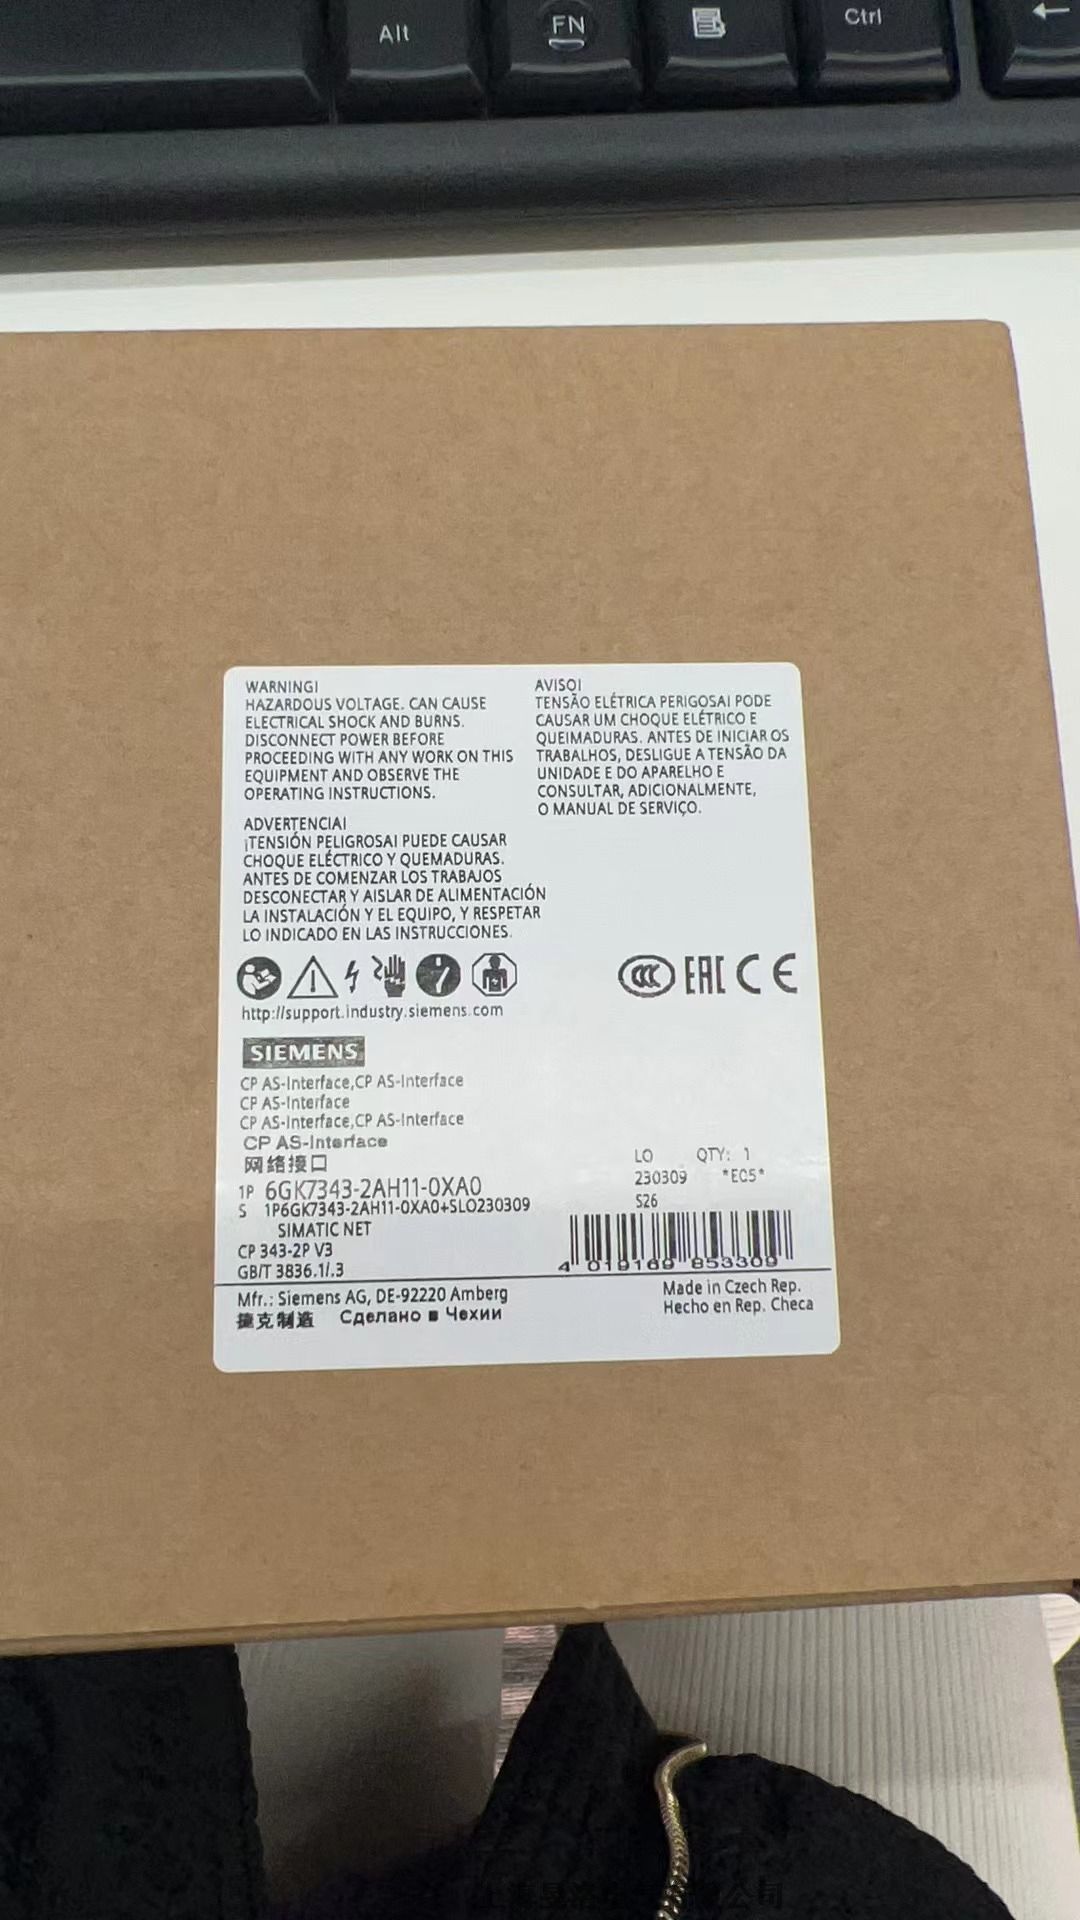 Alt
FN
Ctrl
WARNING!
HAZARDOUS VOLTAGE. CAN CAUSE
ELECTRICAL SHOCK AND BURNS.
DISCONNECT POWER BEFORE
PROCEEDING WITH ANY WORK ON THIS
EQUIPMENT AND OBSERVE THE
OPERATING INSTRUCTIONS.
ADVERTENCIA!
¡TENSIÓN PELIGROSA! PUEDE CAUSAR
CHOQUE ELÉCTRICO Y QUEMADURAS.
ANTES DE COMENZAR LOS TRABAJOS
DESCONECTAR Y AISLAR DE ALIMENTACIÓN
LA INSTALACIÓN Y EL EQUIPO, Y RESPETAR
LO INDICADO EN LAS INSTRUCCIONES.
AVISO!
TENSÃO ELÉTRICA PERIGOSA! PODE
CAUSAR UM CHOQUE ELÉTRICO E
QUEIMADURAS. ANTES DE INICIAR OS
TRABALHOS, DESLIGUE A TENSÃO DA
UNIDADE E DO APARELHO E
CONSULTAR, ADICIONALMENTE,
O MANUAL DE SERVIÇO.
CCC EAC CE
http://support.industry.siemens.com
SIEMENS
CP AS-Interface,CP AS-Interface
CP AS-Interface
CP AS-Interface,CP AS-Interface
CP AS-Interface
网络接口
1P 6GK7343-2AH11-0XA0
S 1P6GK7343-2AH11-0XA0+SLO230309
SIMATIC NET
CP 343-2P V3
GB/T 3836.1/.3
LO QTY: 1
230309 *E05*
S26
4 019169 853309
Mfr.: Siemens AG, DE-92220 Amberg
捷克制造 Сделано в Чехии
Made in Czech Rep.
Hecho en Rep. Checa